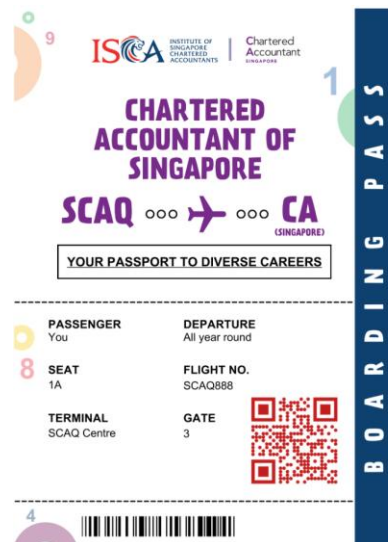 9
ISCA
INSTITUTE OF
SINGAPORE
CHARTERED
ACCOUNTANTS
Chartered
Accountant
SINGAPORE
1
CHARTERED
ACCOUNTANT OF
SINGAPORE
SCAQ
CA
(SINGAPORE)
YOUR PASSPORT TO DIVERSE CAREERS
PASSENGER
You
DEPARTURE
All year round
8
SEAT
1A
FLIGHT NO.
SCAQ888
TERMINAL
SCAQ Centre
GATE
3
4
BOARDING PASS